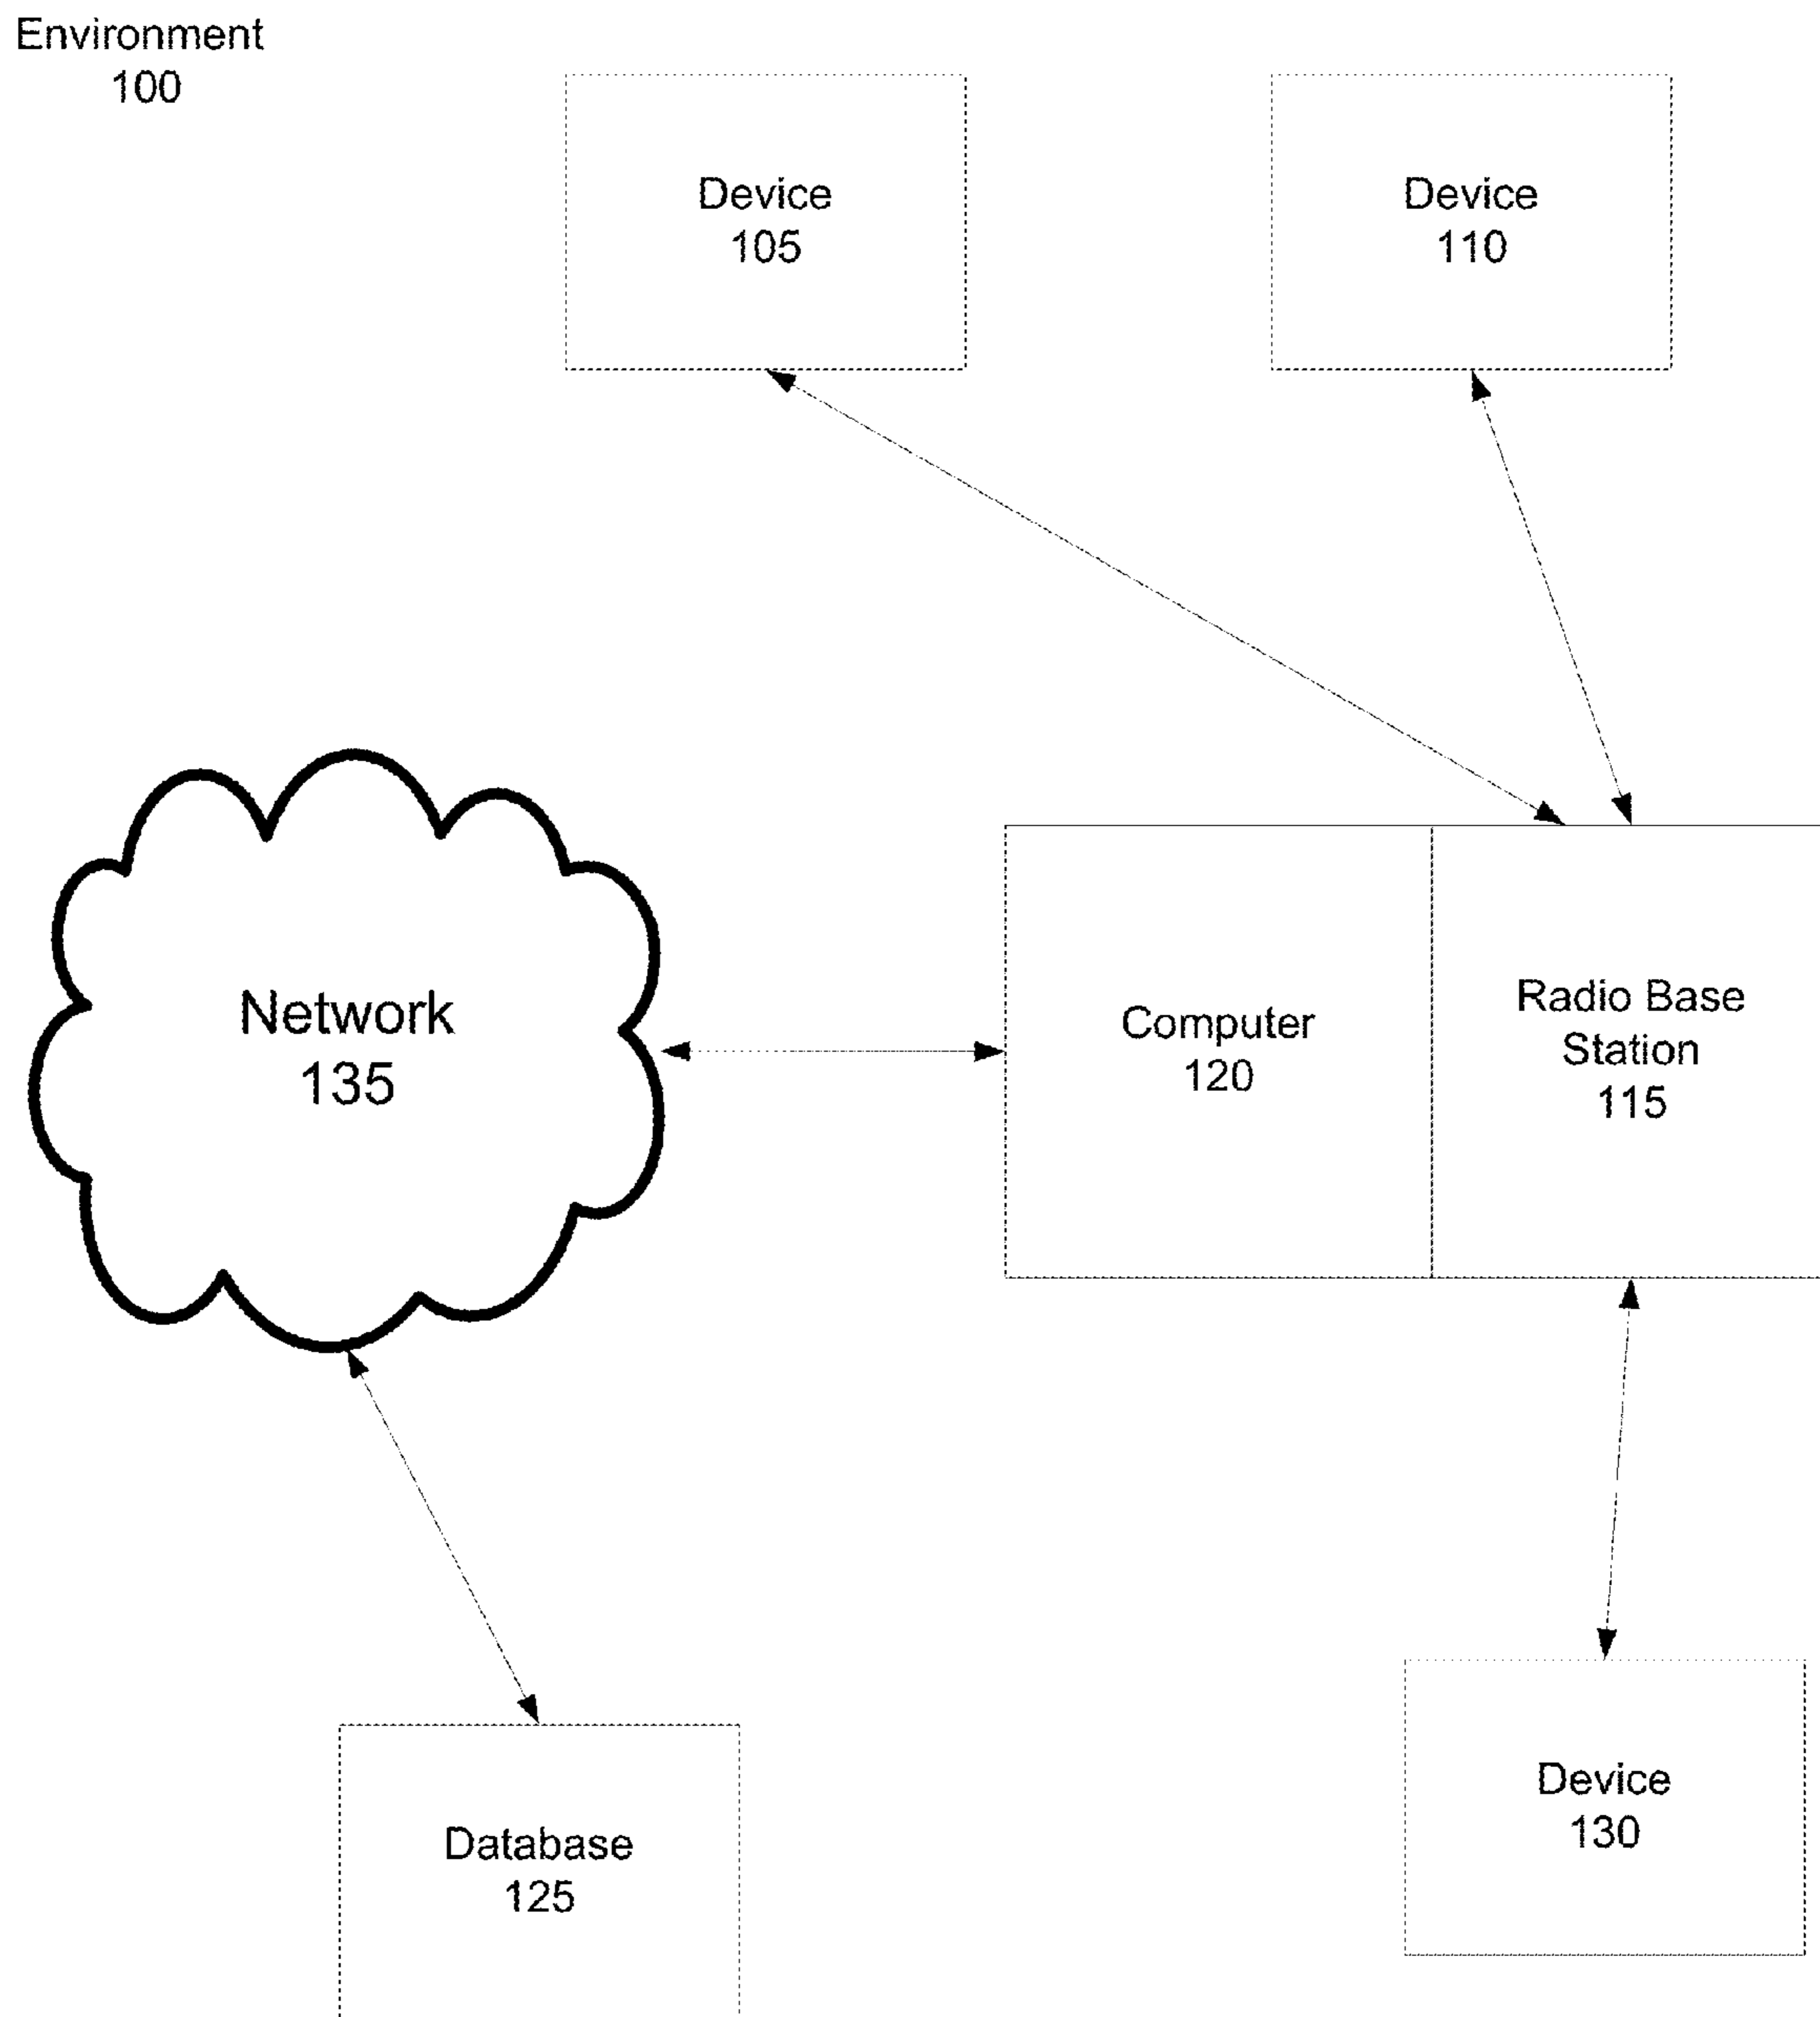 Environment
100
Device
105
Device
110
Network
135
Computer
120
Radio Base
Station
115
Database
125
Device
130